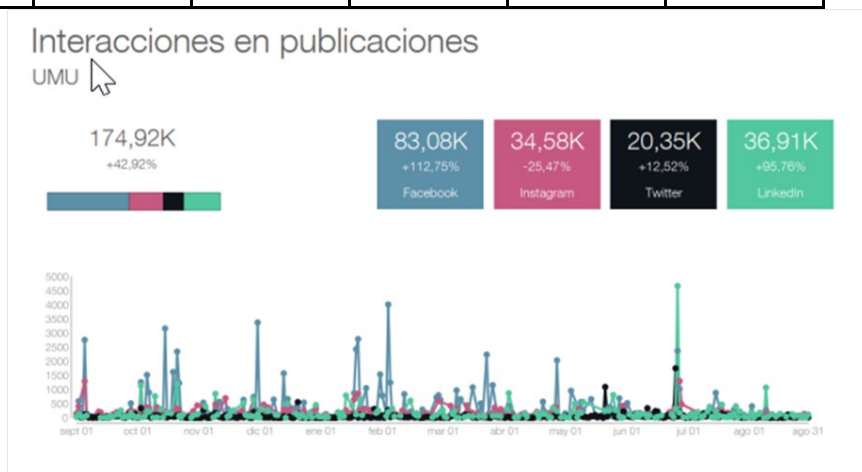 Interacciones en publicaciones
UMU
174,92K
+42,92%
83,08K
+112,75%
Facebook
34,58K
-25,47%
Instagram
20,35K
+12,52%
Twitter
36,91K
+95,76%
LinkedIn
5000
4500
4000
3500
3000
2500
2000
1500
1000
500
0
sept 01 oct 01 nov 01 dic 01 ene 01 feb 01 mar 01 abr 01 may 01 jun 01 jul 01 ago 01 ago 31